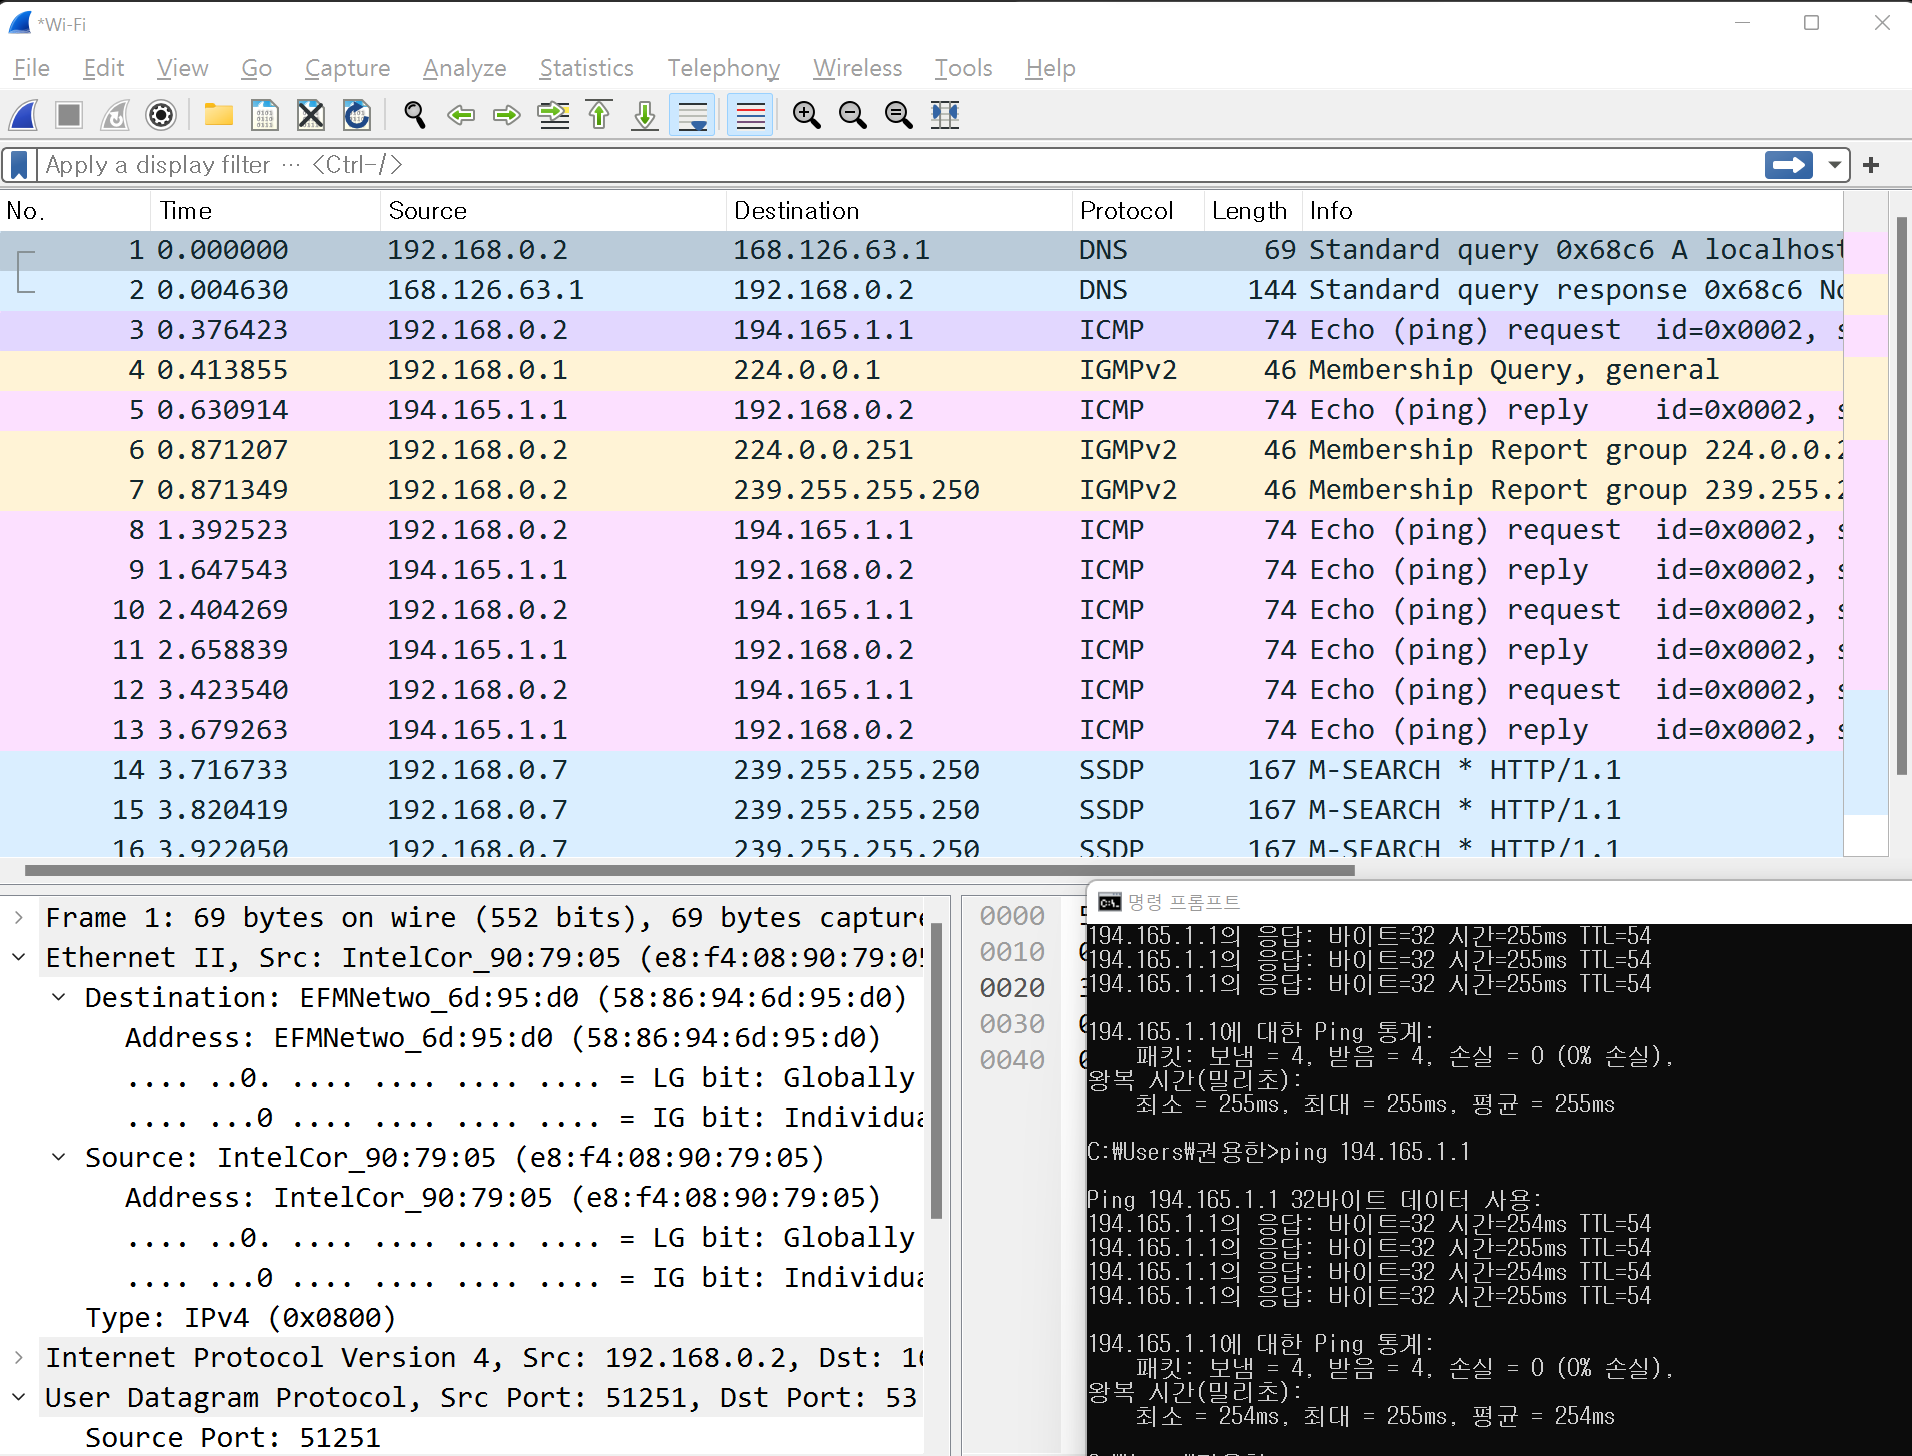 *Wi-Fi
File Edit View Go Capture Analyze Statistics Telephony Wireless Tools Help
Apply a display filter ... <Ctrl-/>
No. Time Source Destination Protocol Length Info
1 0.000000 192.168.0.2 168.126.63.1 DNS 69 Standard query 0x68c6 A localhost
2 0.004630 168.126.63.1 192.168.0.2 DNS 144 Standard query response 0x68c6 No
3 0.376423 192.168.0.2 194.165.1.1 ICMP 74 Echo (ping) request id=0x0002,
4 0.413855 192.168.0.1 224.0.0.1 IGMPv2 46 Membership Query, general
5 0.630914 194.165.1.1 192.168.0.2 ICMP 74 Echo (ping) reply id=0x0002,
6 0.871207 192.168.0.2 224.0.0.251 IGMPv2 46 Membership Report group 224.0.0.2
7 0.871349 192.168.0.2 239.255.255.250 IGMPv2 46 Membership Report group 239.255.2
8 1.392523 192.168.0.2 194.165.1.1 ICMP 74 Echo (ping) request id=0x0002,
9 1.647543 194.165.1.1 192.168.0.2 ICMP 74 Echo (ping) reply id=0x0002,
10 2.404269 192.168.0.2 194.165.1.1 ICMP 74 Echo (ping) request id=0x0002,
11 2.658839 194.165.1.1 192.168.0.2 ICMP 74 Echo (ping) reply id=0x0002,
12 3.423540 192.168.0.2 194.165.1.1 ICMP 74 Echo (ping) request id=0x0002,
13 3.679263 194.165.1.1 192.168.0.2 ICMP 74 Echo (ping) reply id=0x0002,
14 3.716733 192.168.0.7 239.255.255.250 SSDP 167 M-SEARCH * HTTP/1.1
15 3.820419 192.168.0.7 239.255.255.250 SSDP 167 M-SEARCH * HTTP/1.1
16 3.922050 192.168.0.7 239.255.255.250 SSDP 167 M-SEARCH * HTTP/1.1
Frame 1: 69 bytes on wire (552 bits), 69 bytes capture
Ethernet II, Src: IntelCor_90:79:05 (e8:f4:08:90:79:05
Destination: EFMNetwo_6d:95:d0 (58:86:94:6d:95:d0)
Address: EFMNetwo_6d:95:d0 (58:86:94:6d:95:d0)
.... ..0. .... .... .... .... = LG bit: Globally
.... ...0 .... .... .... .... = IG bit: Individua
Source: IntelCor_90:79:05 (e8:f4:08:90:79:05)
Address: IntelCor_90:79:05 (e8:f4:08:90:79:05)
.... ..0. .... .... .... .... = LG bit: Globally
.... ...0 .... .... .... .... = IG bit: Individua
Type: IPv4 (0x0800)
Internet Protocol Version 4, Src: 192.168.0.2, Dst: 16
User Datagram Protocol, Src Port: 51251, Dst Port: 53
Source Port: 51251
0000
0010
0020
0030
0040
명령 프롬프트
194.165.1.1의 응답: 바이트=32 시간=255ms TTL=54
194.165.1.1의 응답: 바이트=32 시간=255ms TTL=54
194.165.1.1의 응답: 바이트=32 시간=255ms TTL=54
194.165.1.1에 대한 Ping 통계:
패킷: 보냄 = 4, 받음 = 4, 손실 = 0 (0% 손실),
왕복 시간(밀리초):
최소 = 255ms, 최대 = 255ms, 평균 = 255ms
C:₩Users₩권용한>ping 194.165.1.1
Ping 194.165.1.1 32바이트 데이터 사용:
194.165.1.1의 응답: 바이트=32 시간=254ms TTL=54
194.165.1.1의 응답: 바이트=32 시간=255ms TTL=54
194.165.1.1의 응답: 바이트=32 시간=254ms TTL=54
194.165.1.1의 응답: 바이트=32 시간=255ms TTL=54
194.165.1.1에 대한 Ping 통계:
패킷: 보냄 = 4, 받음 = 4, 손실 = 0 (0% 손실),
왕복 시간(밀리초):
최소 = 254ms, 최대 = 255ms, 평균 = 254ms